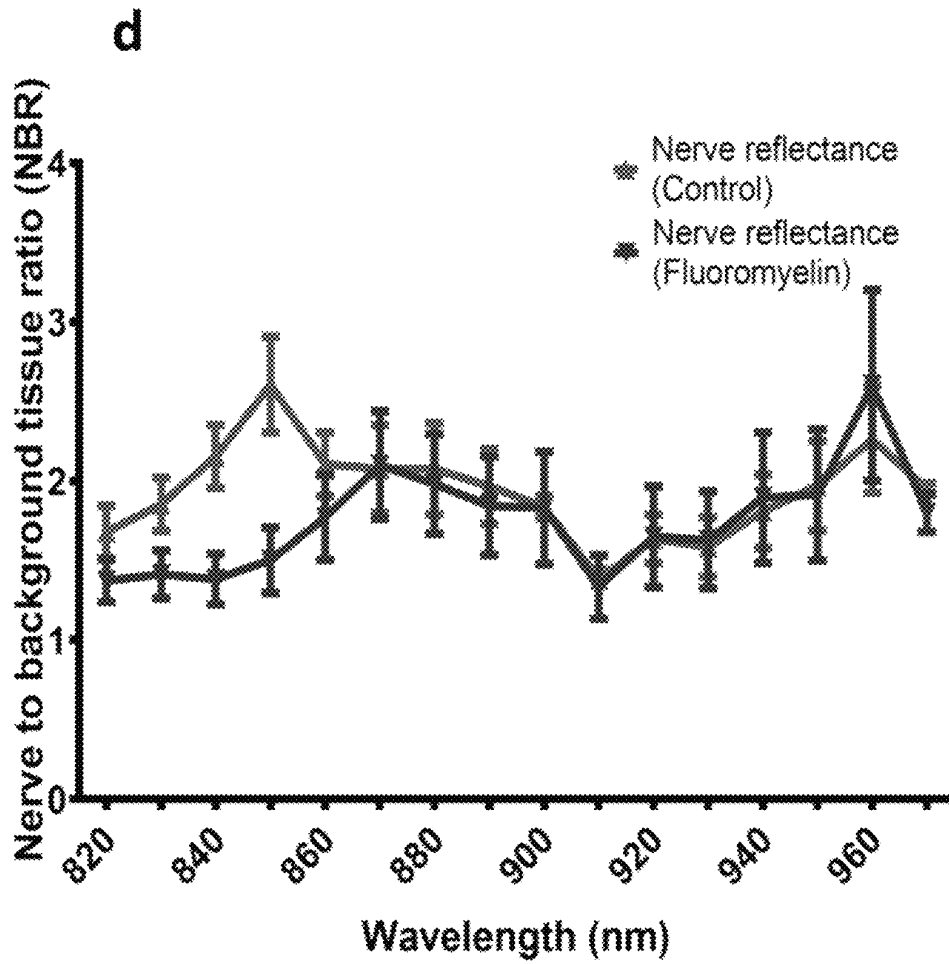 d
Nerve to background tissue ratio (NBR)
4
3
2
1
0
Nerve reflectance
(Control)
Nerve reflectance
(Fluoromyelin)
820
840
860
880
900
920
940
960
Wavelength (nm)